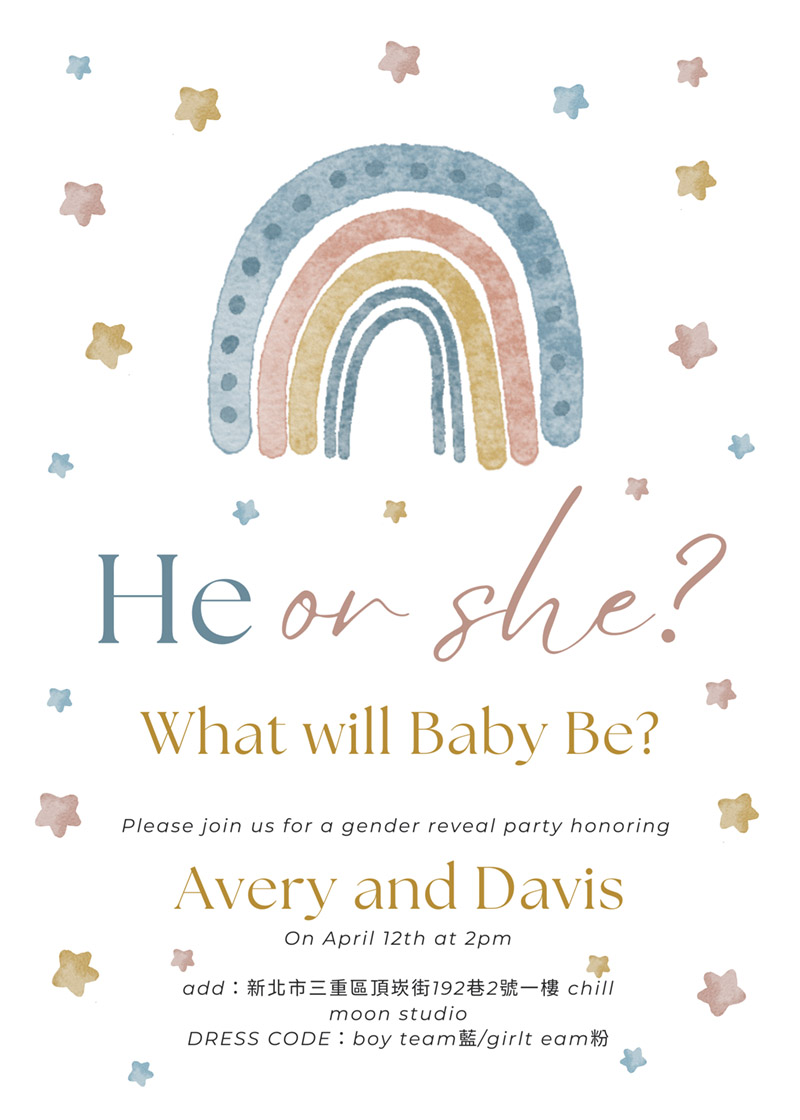 He or she?
What will Baby Be?
Please join us for a gender reveal party honoring
Avery and Davis
On April 12th at 2pm
add：新北市三重區頂崁街192巷2號一樓 chill
moon studio
DRESS CODE：boy team藍/girlt eam粉